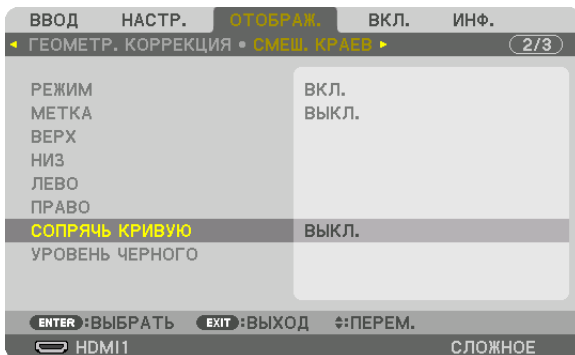 ВВОД НАСТР. ОТОБРАЖ. ВКЛ. ИНФ.
ГЕОМЕТР. КОРРЕКЦИЯ • СМЕШ. КРАЕВ 2/3
РЕЖИМ ВКЛ.
МЕТКА ВЫКЛ.
ВЕРХ
НИЗ
ЛЕВО
ПРАВО
СОПРЯЧЬ КРИВУЮ ВЫКЛ.
УРОВЕНЬ ЧЕРНОГО
ENTER :ВЫБРАТЬ EXIT :ВЫХОД :ПЕРЕМ.
HDMI1 СЛОЖНОЕ